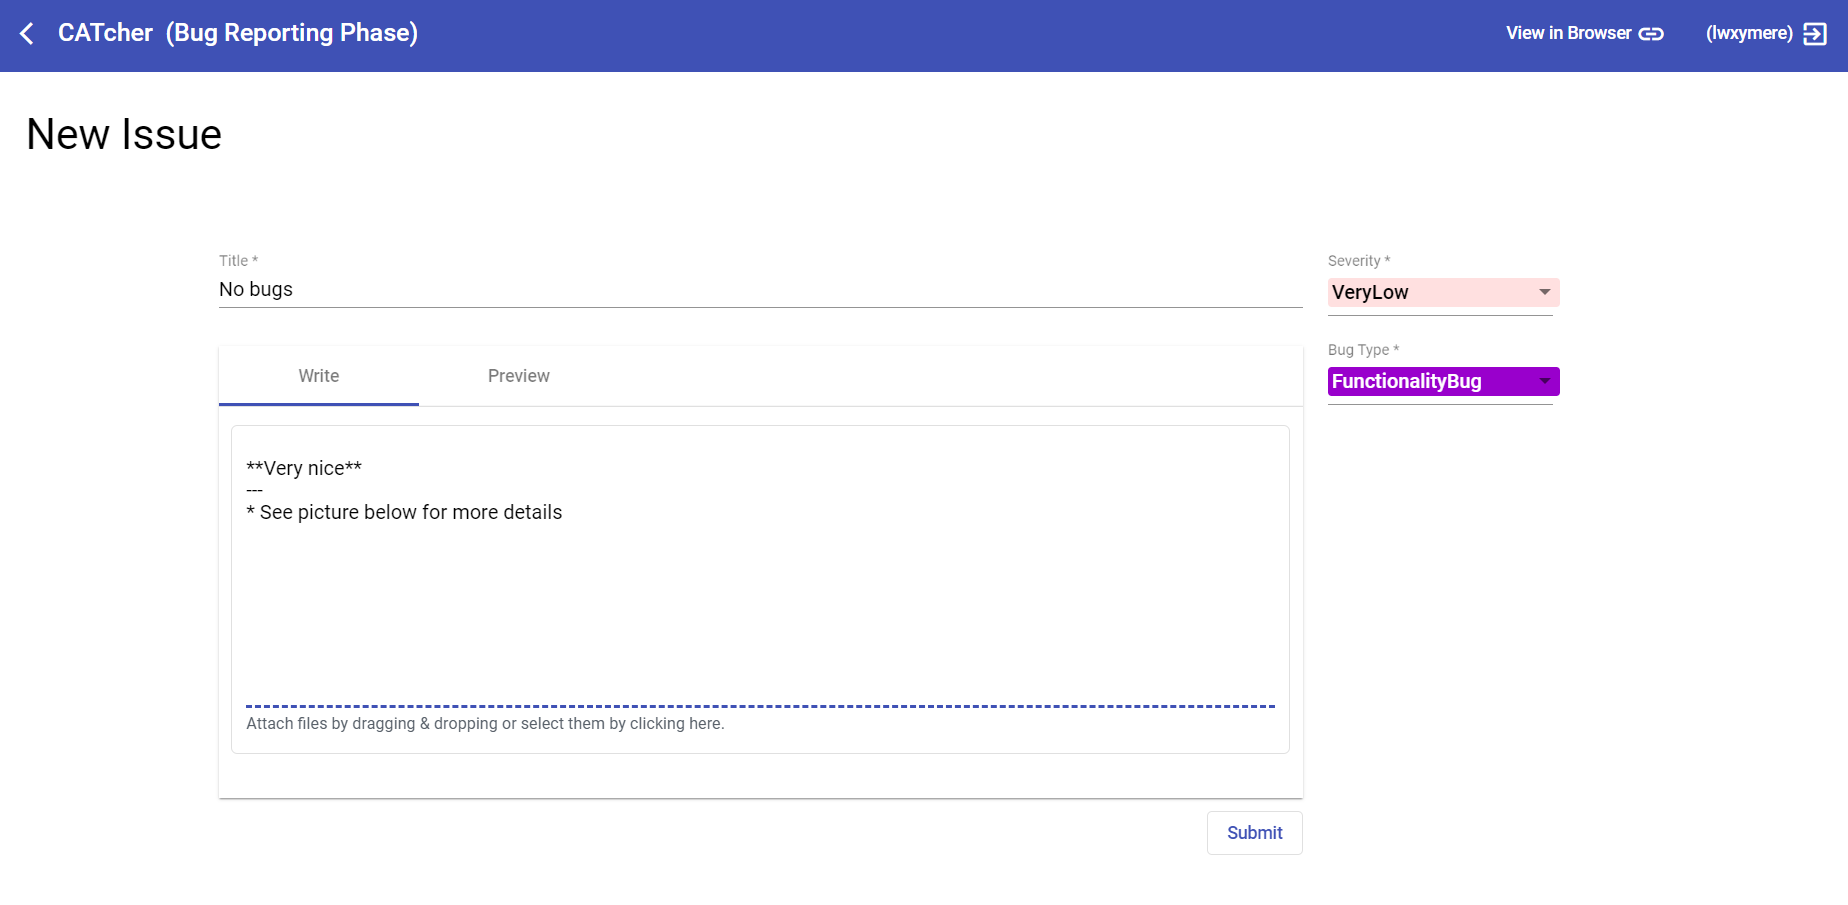 CATcher (Bug Reporting Phase)
View in Browser
(lwxymere)
New Issue
Title *
No bugs
Severity *
VeryLow
Bug Type *
FunctionalityBug
Write
Preview
**Very nice**
---
* See picture below for more details
Attach files by dragging & dropping or select them by clicking here.
Submit